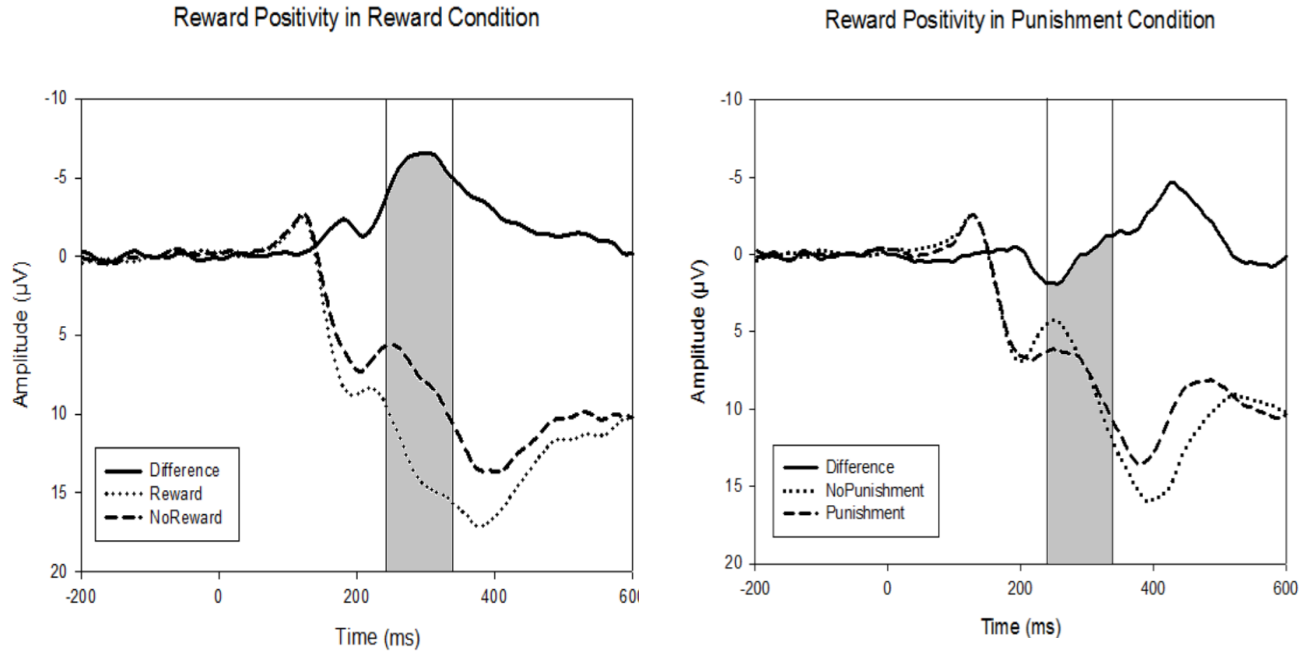 Reward Positivity in Reward Condition
-10
-5
0
5
10
15
20
Amplitude (µV)
Difference
Reward
NoReward
-200
0
200
400
600
Time (ms)
Reward Positivity in Punishment Condition
-10
-5
0
5
10
15
20
Amplitude (µV)
Difference
NoPunishment
Punishment
-200
0
200
400
600
Time (ms)